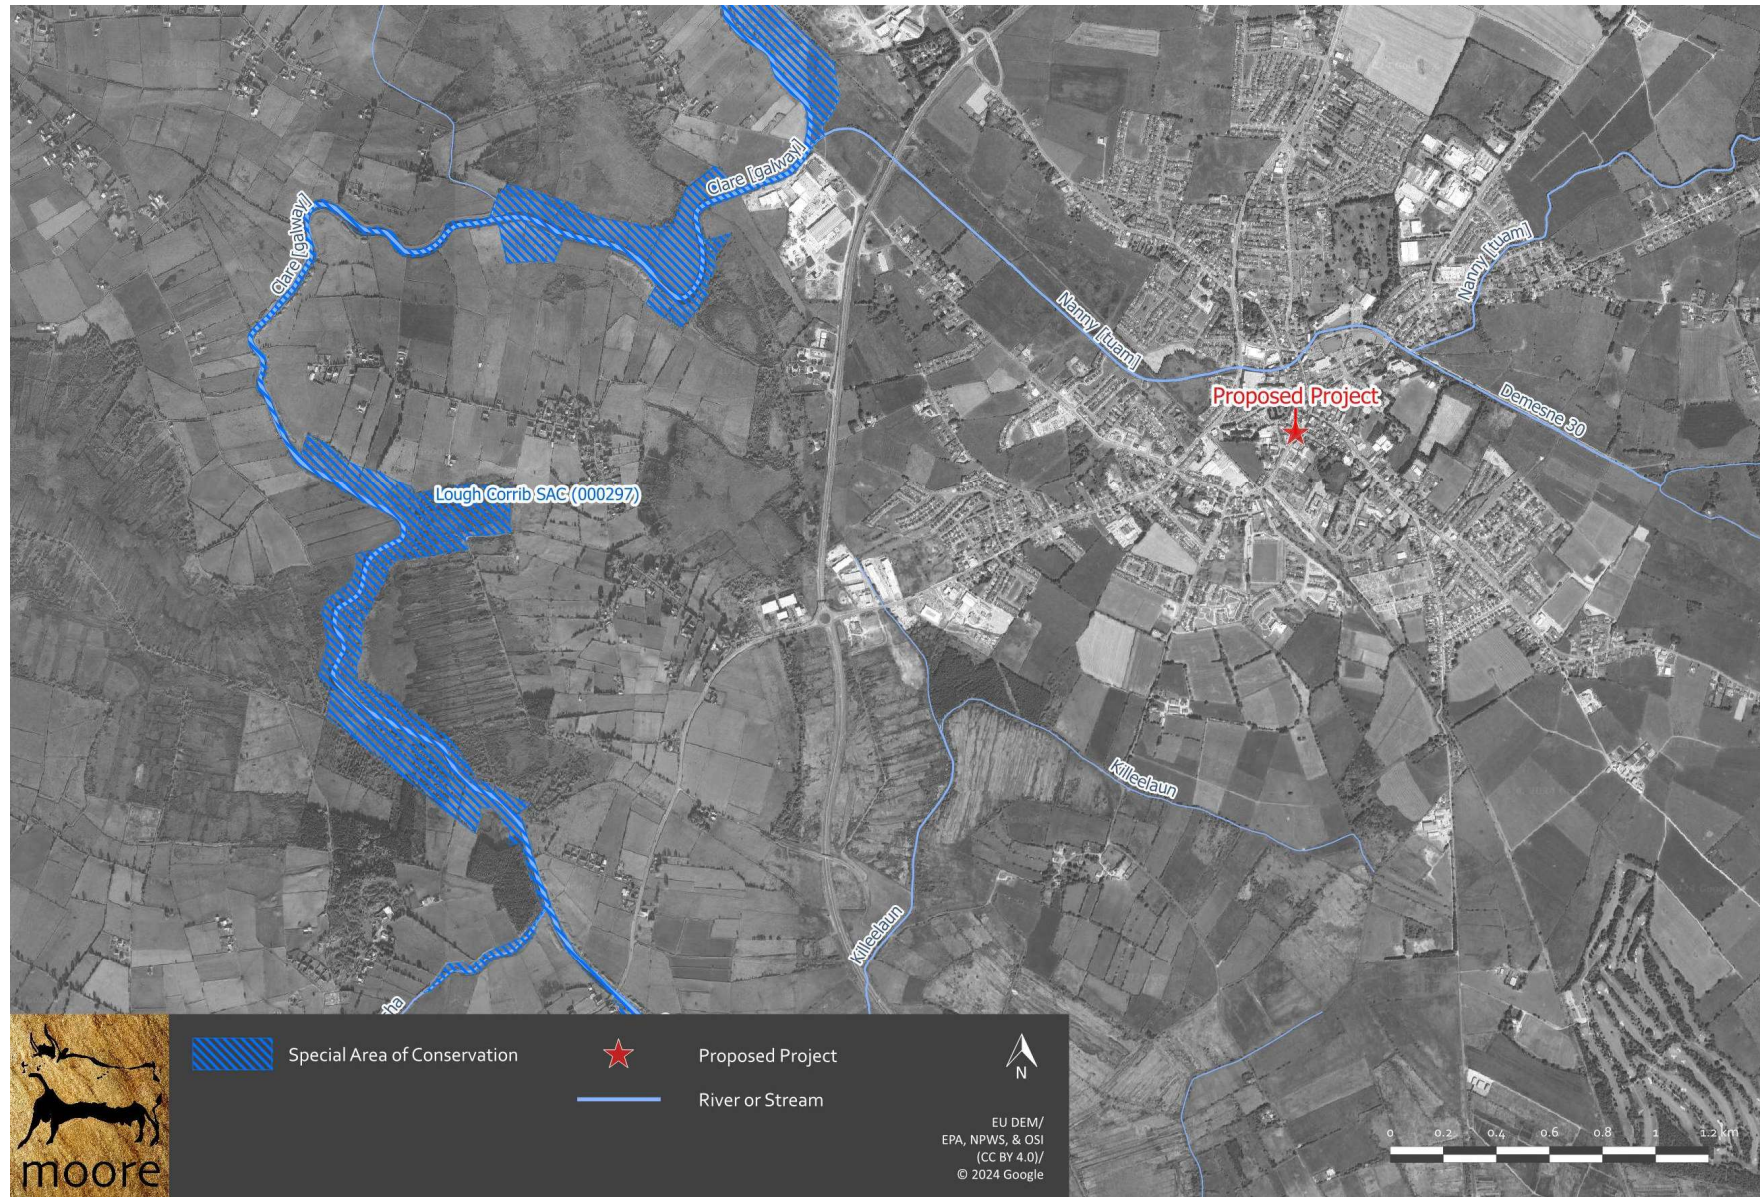 Clare [galway]
Clare [galway]
Nanny [tuam]
Nanny [tuam]
Proposed Project
Demesne 30
Lough Corrib SAC (000297)
Killeelaun
Killeelaun
ha
Special Area of Conservation
Proposed Project
River or Stream
N
EU DEM/
EPA, NPWS, & OSI
(CC BY 4.0)/
© 2024 Google
0 0.2 0.4 0.6 0.8 1 1.2 km
moore